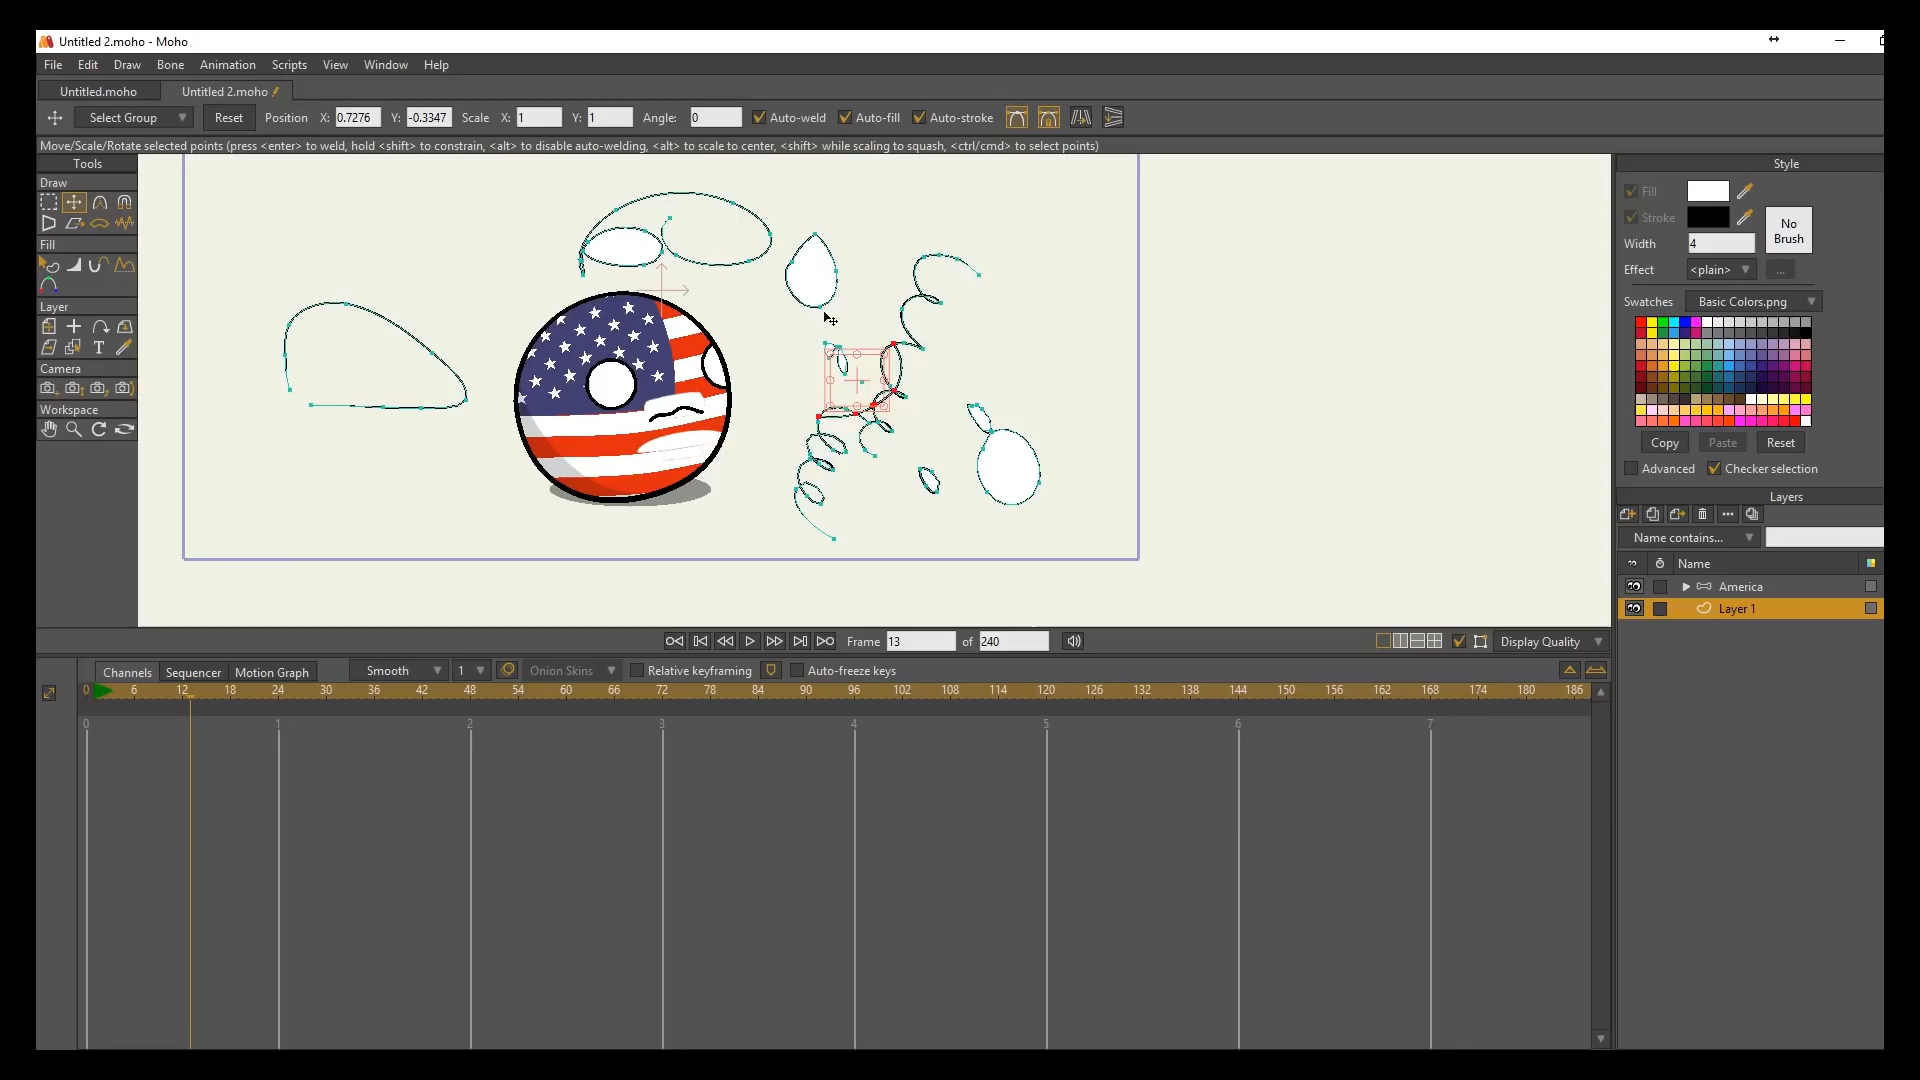 Untitled 2.moho - Moho
File Edit Draw Bone Animation Scripts View Window Help
Untitled.moho Untitled 2.moho
Select Group Reset Position X: 0.7276 Y: -0.3347 Scale X: 1 Y: 1 Angle: 0 Auto-weld Auto-fill Auto-stroke
Move/Scale/Rotate selected points (press <enter> to weld, hold <shift> to constrain, <alt> to disable auto-welding, <alt> to scale to center, <shift> while scaling to squash, <ctrl/cmd> to select points)
Tools
Draw
Fill
Layer
T
Camera
Workspace
Style
Fill
Stroke
No
Brush
Width 4
Effect <plain> ...
Swatches Basic Colors.png
Copy Paste Reset
Advanced Checker selection
Layers
Name contains...
Name
America
Layer 1
Frame 13 of 240 Display Quality
Channels Sequencer Motion Graph Smooth 1 Onion Skins Relative keyframing Auto-freeze keys
0 6 12 18 24 30 36 42 48 54 60 66 72 78 84 90 96 102 108 114 120 126 132 138 144 150 156 162 168 174 180 186
0 1 2 3 4 5 6 7